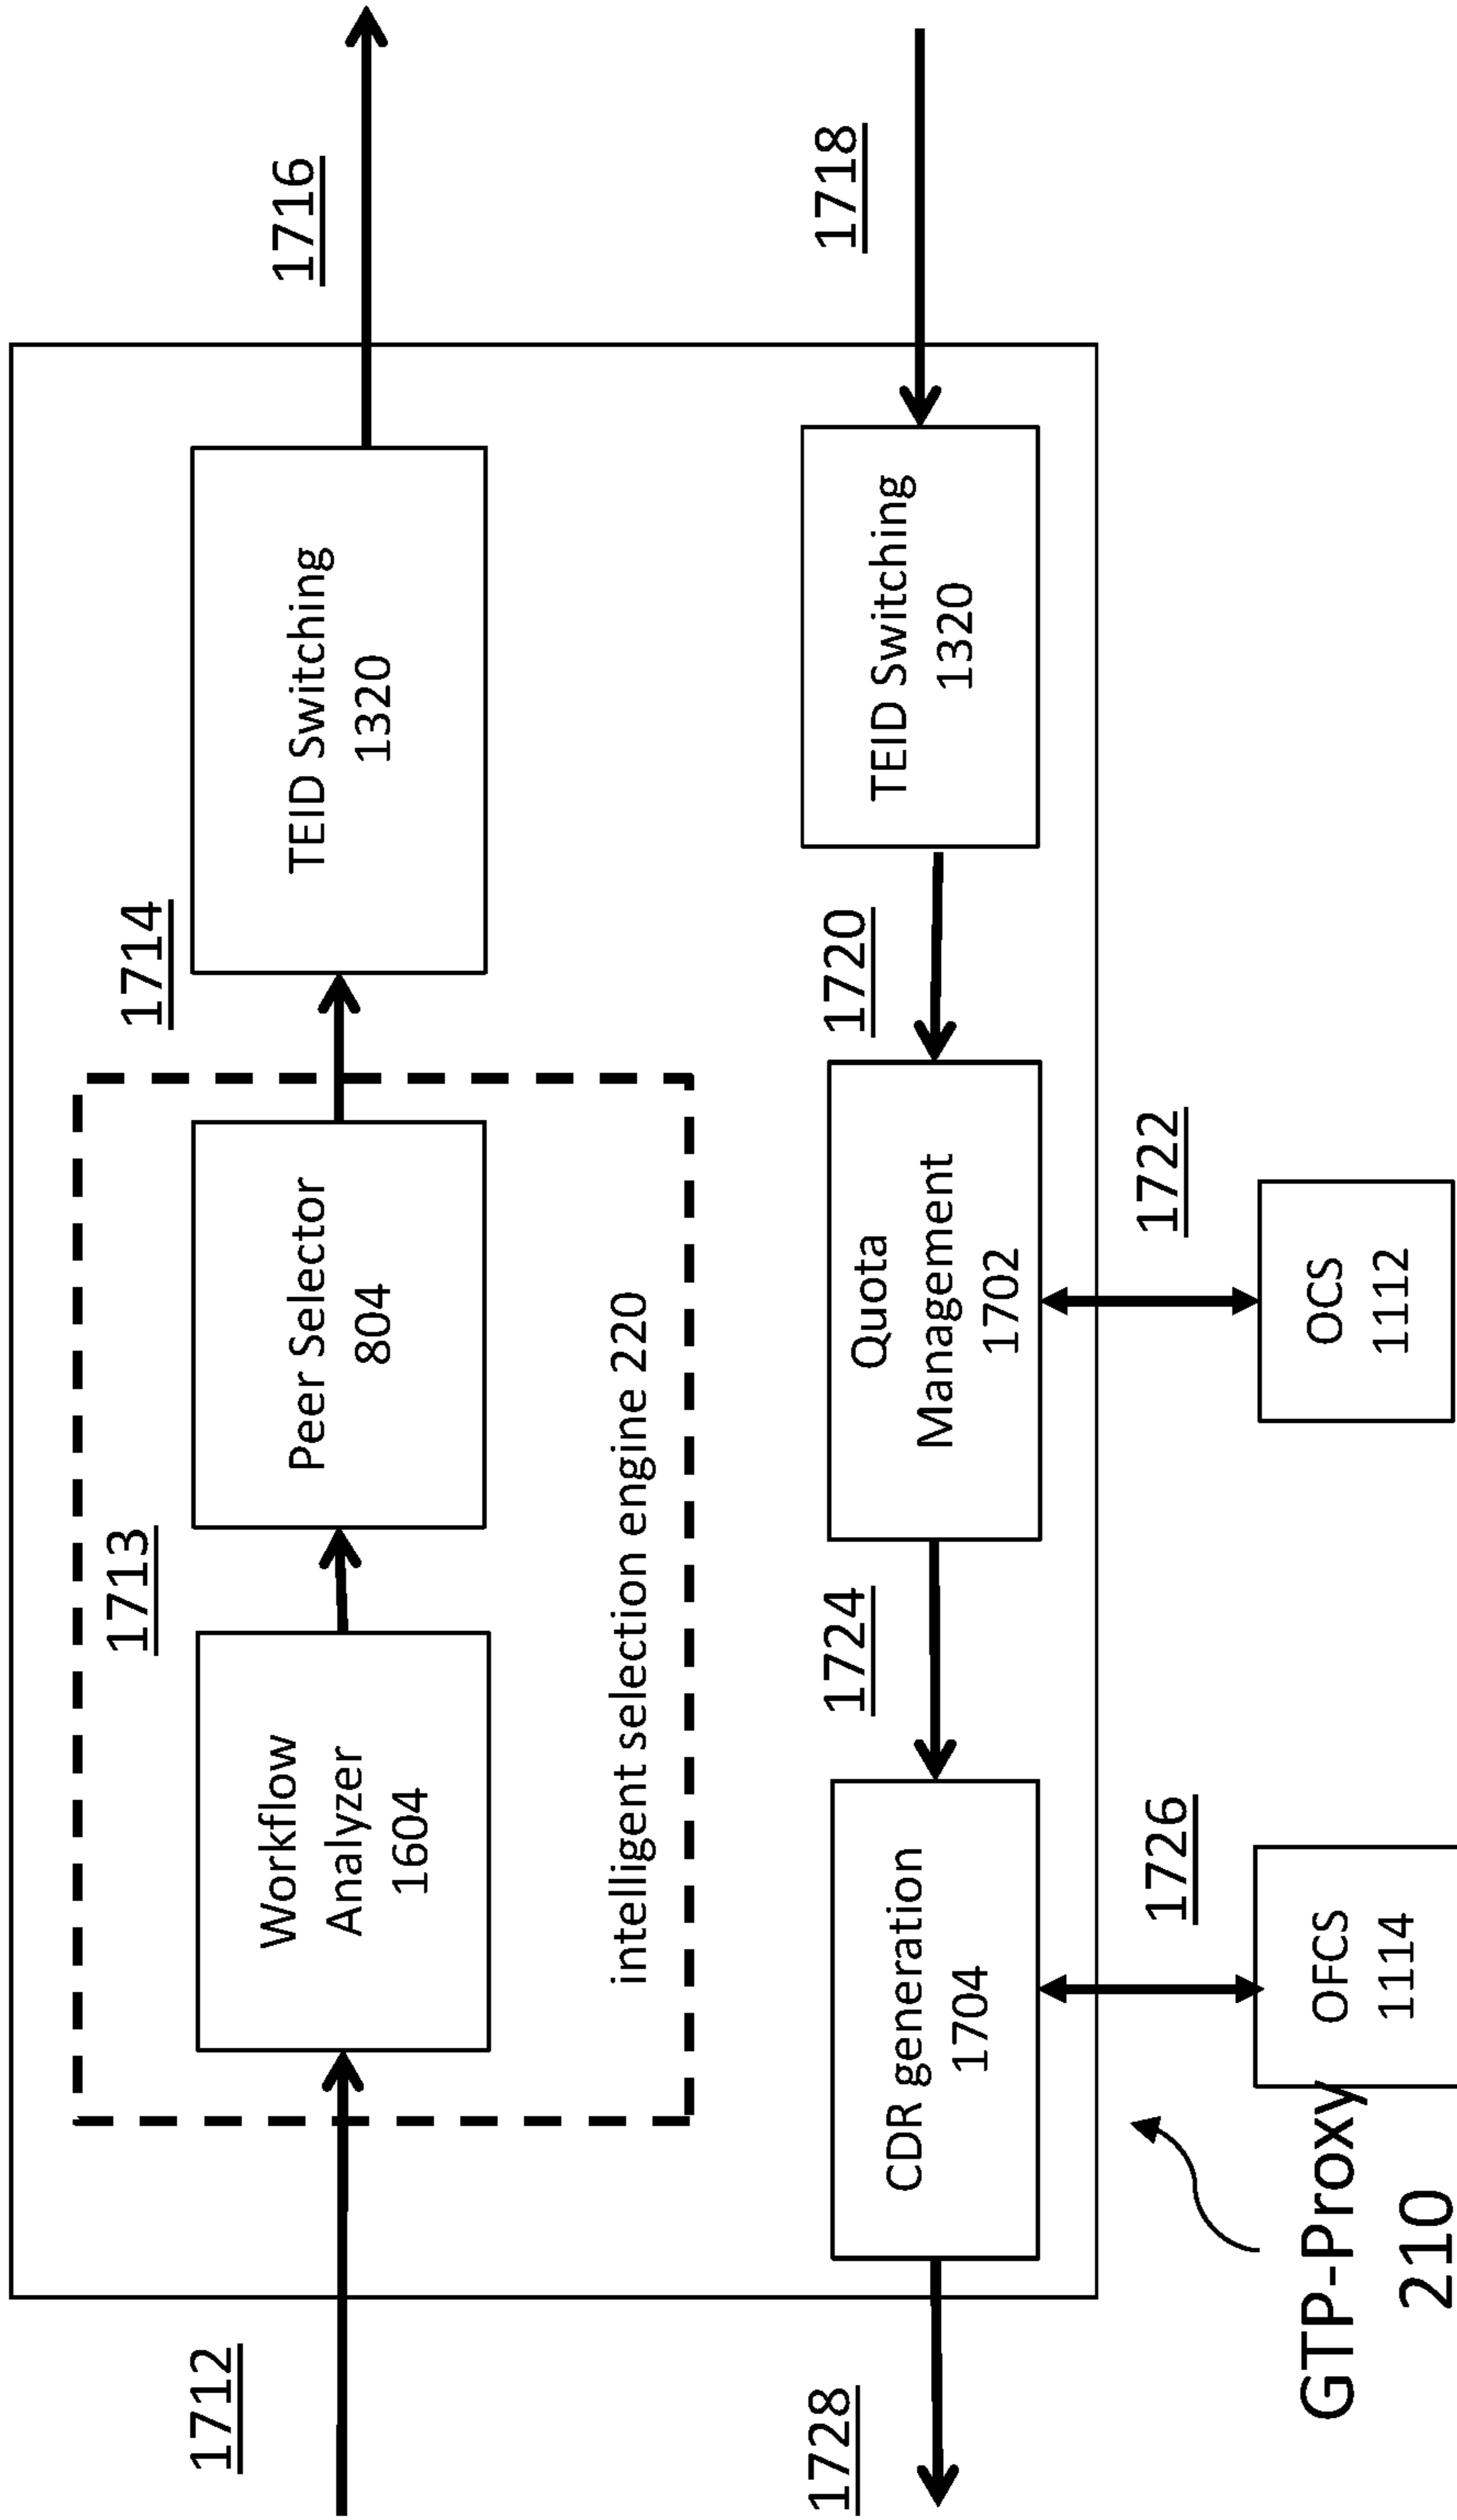 1712
1713
1714
1716
Workflow
Analyzer
1604
Peer Selector
804
TEID Switching
1320
intelligent selection engine 220
1728
1724
1720
1718
CDR generation
1704
Quota
Management
1702
TEID Switching
1320
1726
1722
OFCS
1114
OCS
1112
GTP-Proxy
210